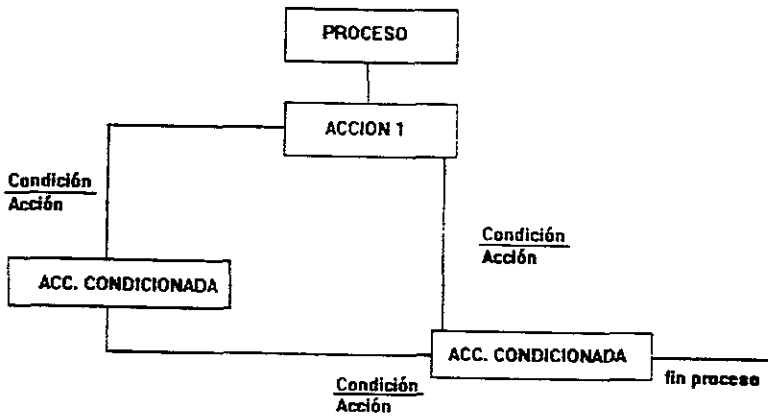 PROCESO
ACCION 1
Condición
Acción
Condición
Acción
ACC. CONDICIONADA
ACC. CONDICIONADA
fin proceso
Condición
Acción